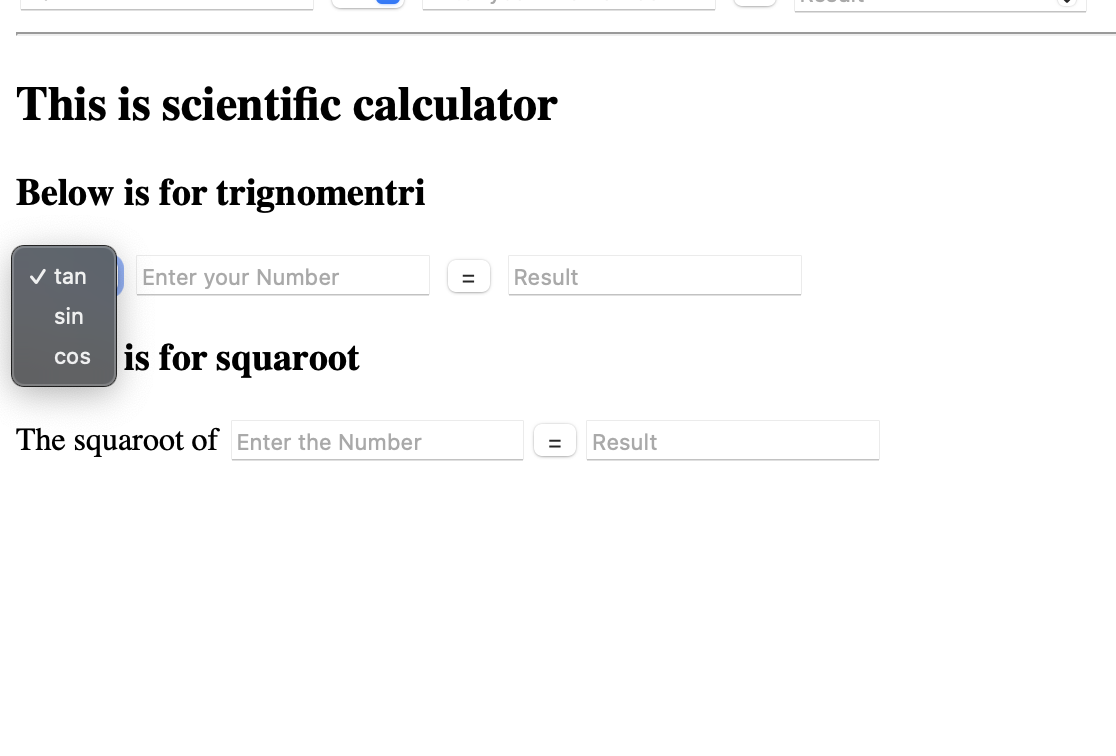 This is scientific calculator
Below is for trignomentri
✓ tan Enter your Number = Result
sin
cos
is for squaroot
The squaroot of Enter the Number = Result